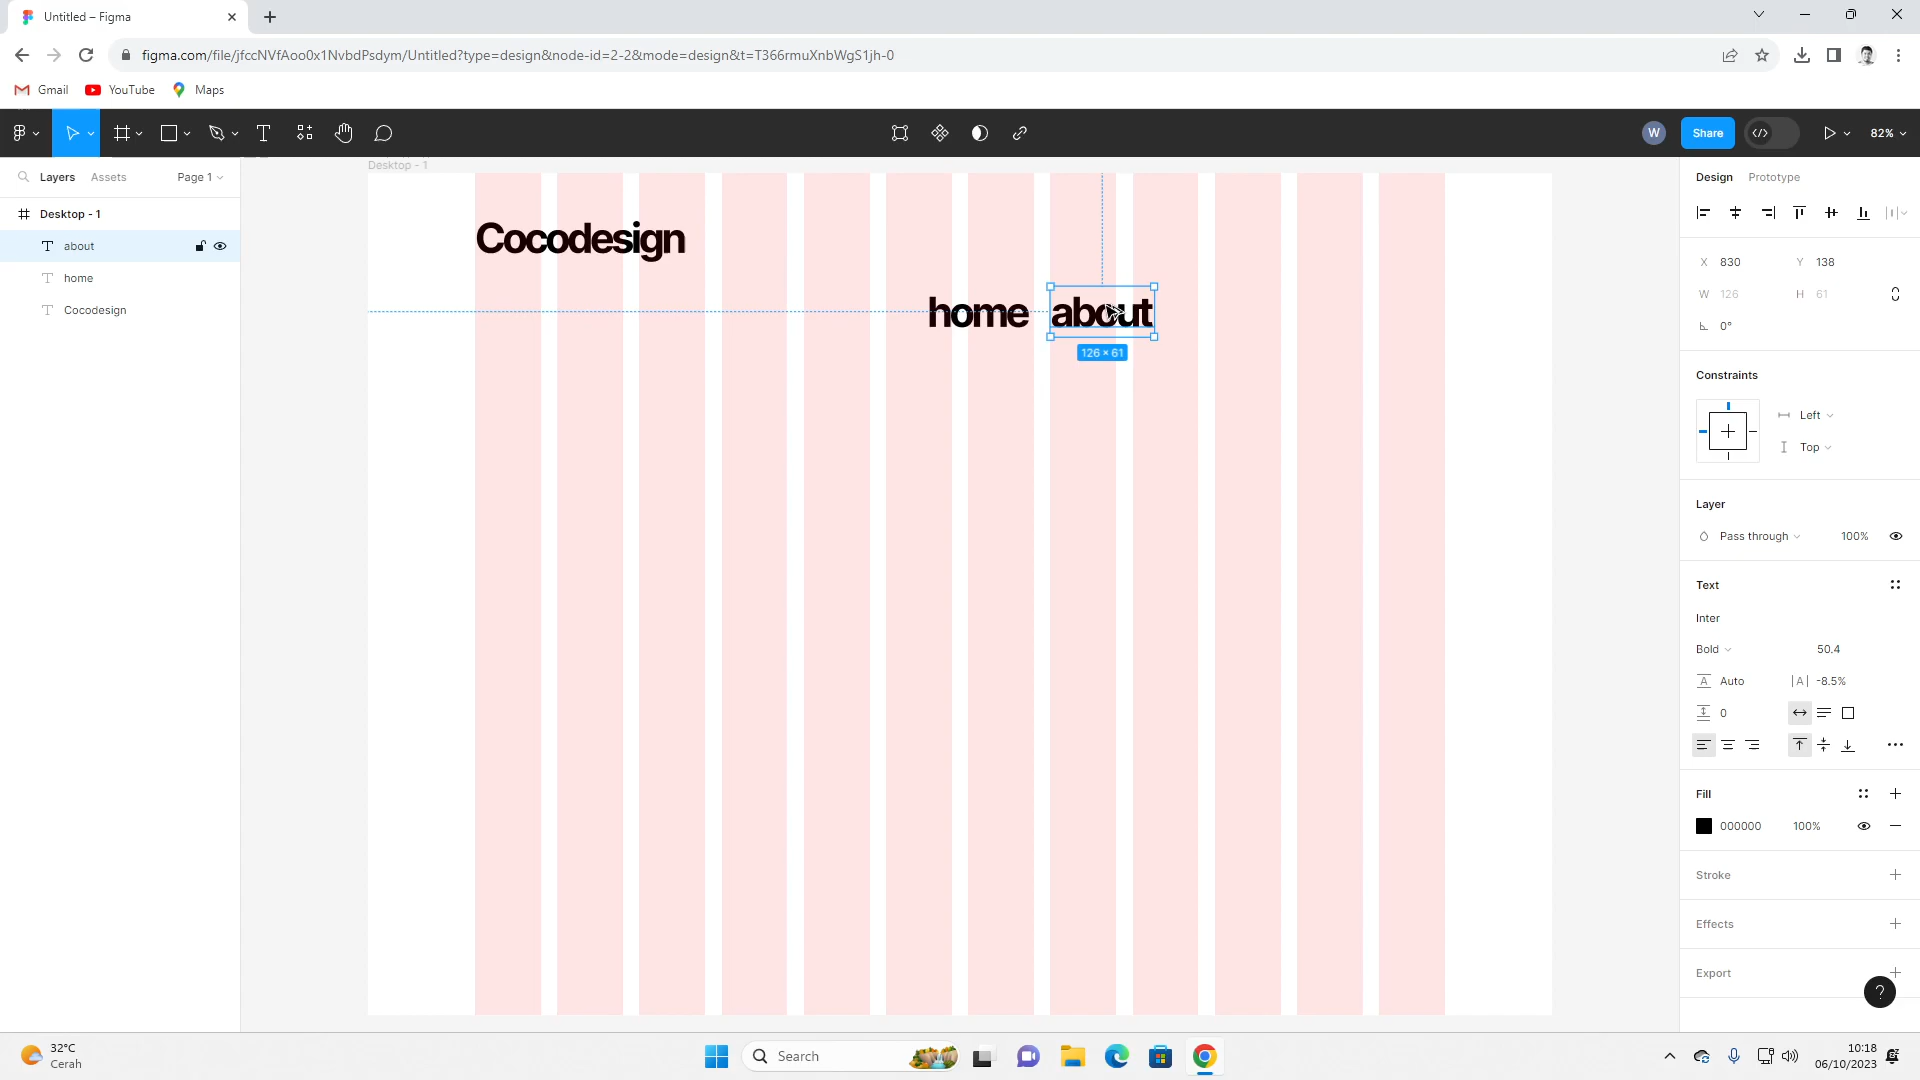 Untitled – Figma
figma.com/file/jfccNVfAoo0x1NvbdPsdym/Untitled?type=design&node-id=2-2&mode=design&t=T366rmuXnbWgS1jh-0
Gmail YouTube Maps
W Share 82%
Layers Assets Page 1
Desktop - 1
about
home
Cocodesign
Desktop - 1
Cocodesign
home about
126 × 61
Design Prototype
X 830 Y 138
W 126 H 61
0°
Constraints
Left
Top
Layer
Pass through 100%
Text
Inter
Bold 50.4
A Auto |A| -8.5%
0
Fill
000000 100%
Stroke
Effects
Export
?
32°C
Cerah
Search
10:18
06/10/2023